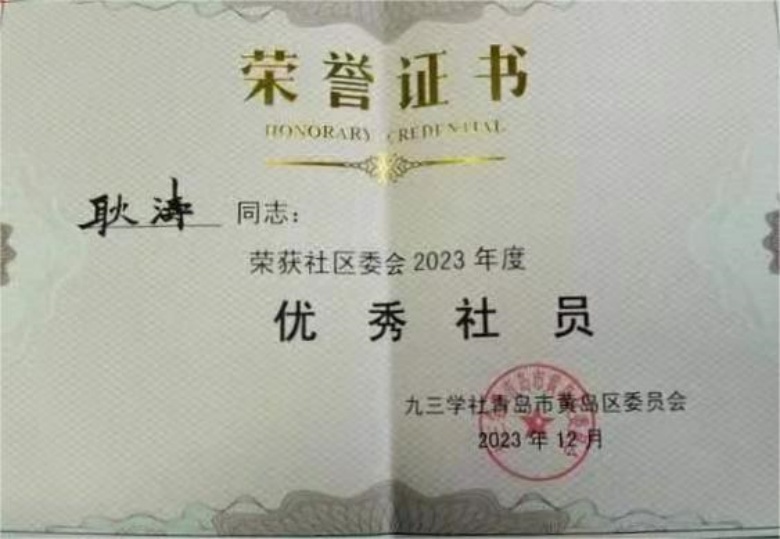 荣誉证书
HONORARY CREDENTIAL
耿涛 同志：
荣获社区委会2023年度
优秀社员
九三学社青岛市黄岛区委员会
2023年12月